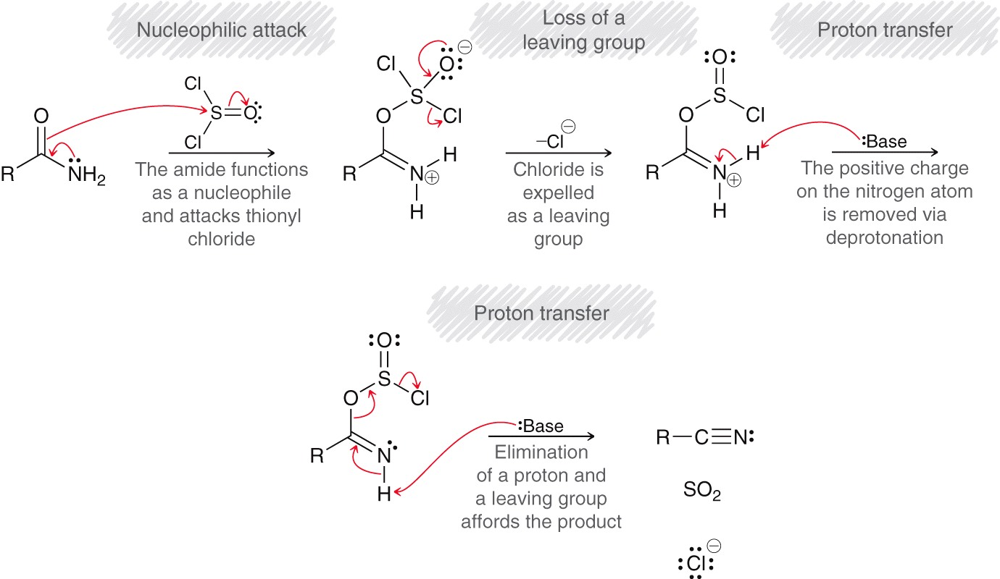 Nucleophilic attack
Loss of a
leaving group
Proton transfer
Cl
S
O
Cl
O
R
NH2
The amide functions
as a nucleophile
and attacks thionyl
chloride
Cl
O
⊖
S
O
Cl
R
N
⊕
H
H
–Cl⊖
Chloride is
expelled
as a leaving
group
O
S
O
Cl
R
N
⊕
H
H
:Base
The positive charge
on the nitrogen atom
is removed via
deprotonation
Proton transfer
O
S
O
Cl
R
N
H
:Base
Elimination
of a proton and
a leaving group
affords the product
R–C≡N:
SO2
Cl⊖